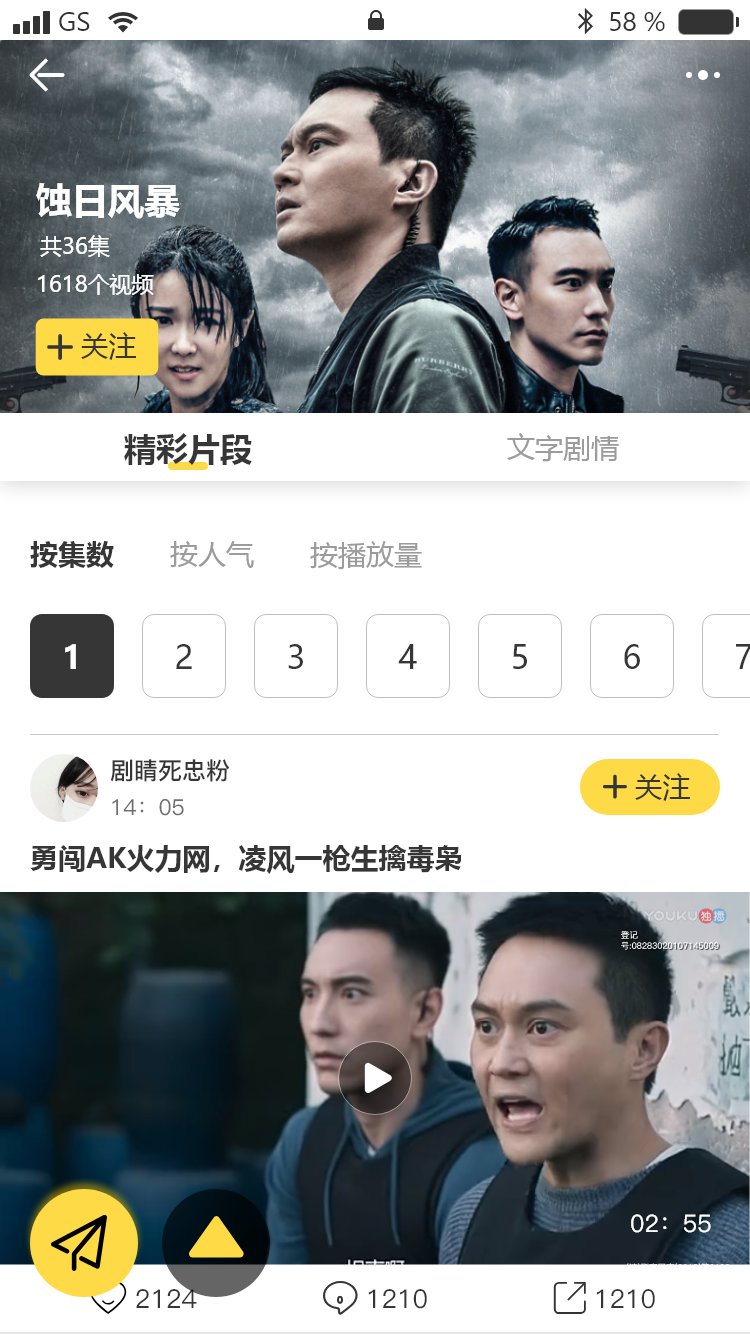 GS 58 %
蚀日风暴
共36集
1618个视频
关注
BURBERRY
精彩片段 文字剧情
按集数 按人气 按播放量
1 2 3 4 5 6 7
剧睛死忠粉
14：05
关注
勇闯AK火力网，凌风一枪生擒毒枭
YOUKU 独播
登记
号:08283020107145009
02：55
2124 1210 1210